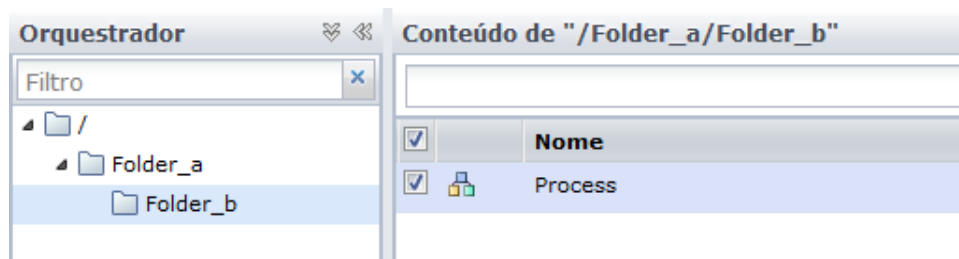 Orquestrador
Filtro
/
Folder_a
Folder_b
Conteúdo de "/Folder_a/Folder_b"
Nome
Process